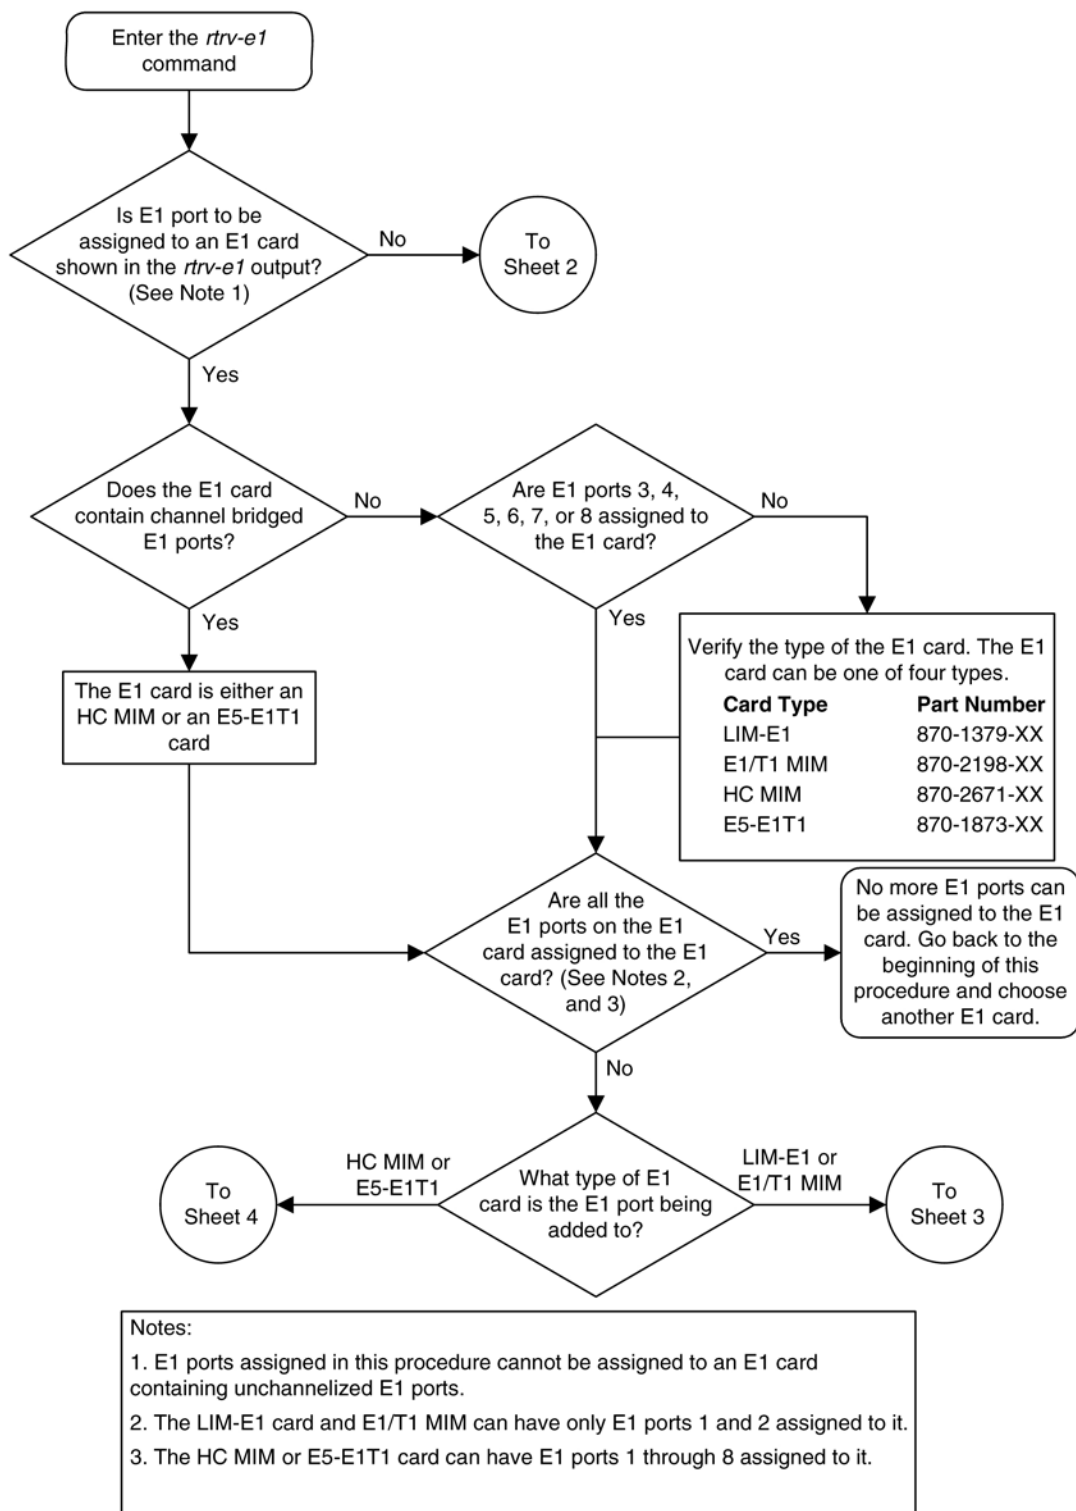 Enter the rtrv-e1
command
Is E1 port to be
assigned to an E1 card
shown in the rtrv-e1 output?
(See Note 1)
No
To
Sheet 2
Yes
Does the E1 card
contain channel bridged
E1 ports?
No
Are E1 ports 3, 4,
5, 6, 7, or 8 assigned to
the E1 card?
No
Yes
Yes
The E1 card is either an
HC MIM or an E5-E1T1
card
Verify the type of the E1 card. The E1
card can be one of four types.
Card Type Part Number
LIM-E1 870-1379-XX
E1/T1 MIM 870-2198-XX
HC MIM 870-2671-XX
E5-E1T1 870-1873-XX
Are all the
E1 ports on the E1
card assigned to the E1
card? (See Notes 2,
and 3)
Yes
No more E1 ports can
be assigned to the E1
card. Go back to the
beginning of this
procedure and choose
another E1 card.
No
What type of E1
card is the E1 port being
added to?
HC MIM or
E5-E1T1
To
Sheet 4
LIM-E1 or
E1/T1 MIM
To
Sheet 3
Notes:
1. E1 ports assigned in this procedure cannot be assigned to an E1 card
containing unchannelized E1 ports.
2. The LIM-E1 card and E1/T1 MIM can have only E1 ports 1 and 2 assigned to it.
3. The HC MIM or E5-E1T1 card can have E1 ports 1 through 8 assigned to it.